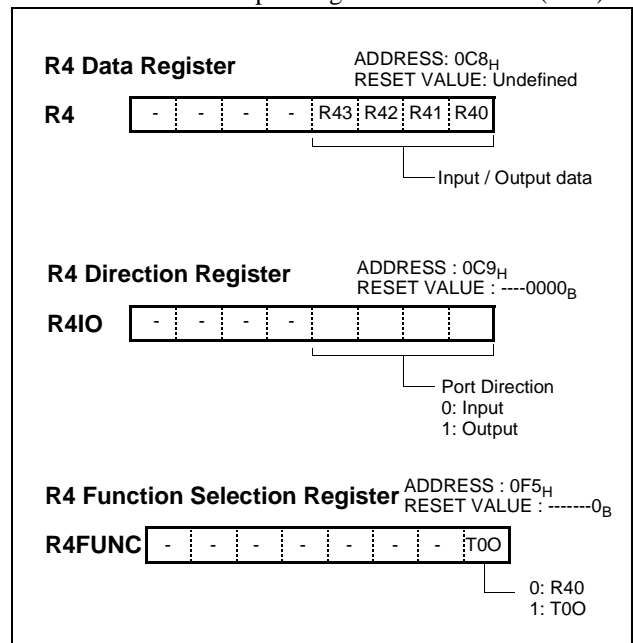 R4 Data Register
ADDRESS: 0C8H
RESET VALUE: Undefined
R4 - - - - R43 R42 R41 R40
Input / Output data
R4 Direction Register
ADDRESS : 0C9H
RESET VALUE : ----0000B
R4IO - - - -
Port Direction
0: Input
1: Output
R4 Function Selection Register
ADDRESS : 0F5H
RESET VALUE : -------0B
R4FUNC - - - - - - - T0O
0: R40
1: T0O